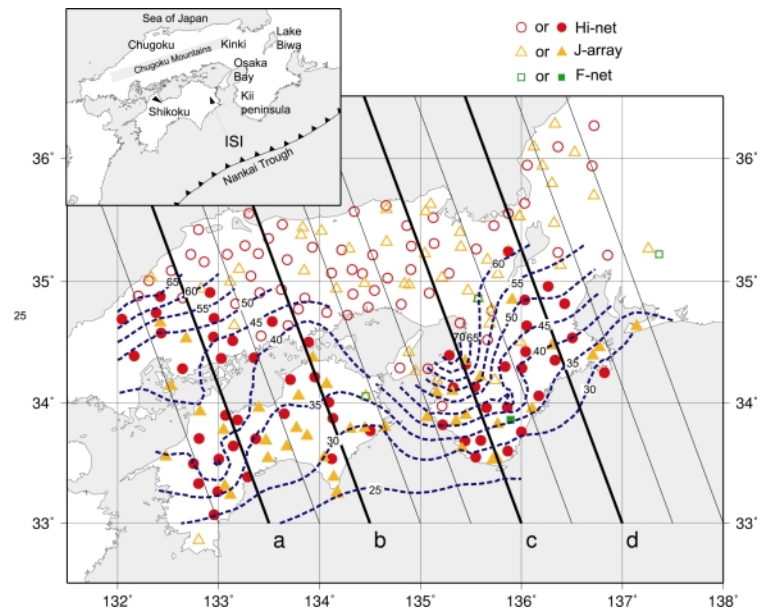 Sea of Japan
Lake
Biwa
Chugoku
Kinki
Chugoku Mountains
Osaka
Bay
Kii
peninsula
Shikoku
ISI
Nankai Trough
or Hi-net
or J-array
or F-net
36°
36°
35°
35°
34°
34°
33°
33°
25
65
60
55
50
45
40
35
30
25
70
65
60
55
50
45
40
35
30
a
b
c
d
132°
133°
134°
135°
136°
137°
138°